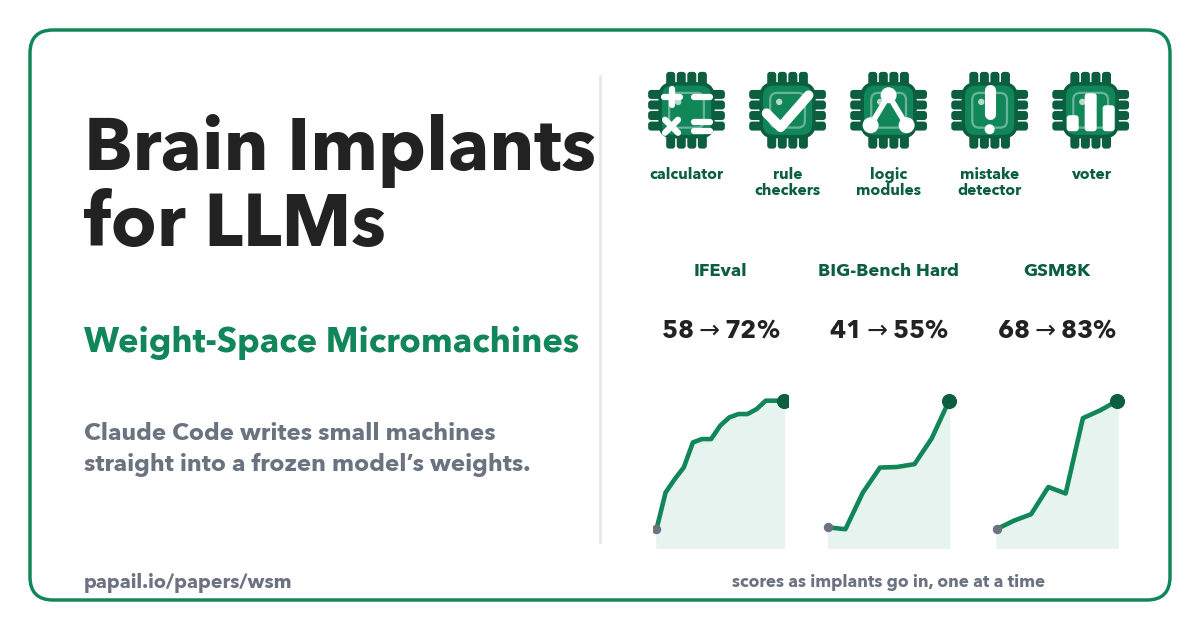 Brain Implants
for LLMs
Weight-Space Micromachines
Claude Code writes small machines
straight into a frozen model’s weights.
papail.io/papers/wsm
calculator
rule
checkers
logic
modules
mistake
detector
voter
IFEval
58 → 72%
BIG-Bench Hard
41 → 55%
GSM8K
68 → 83%
scores as implants go in, one at a time